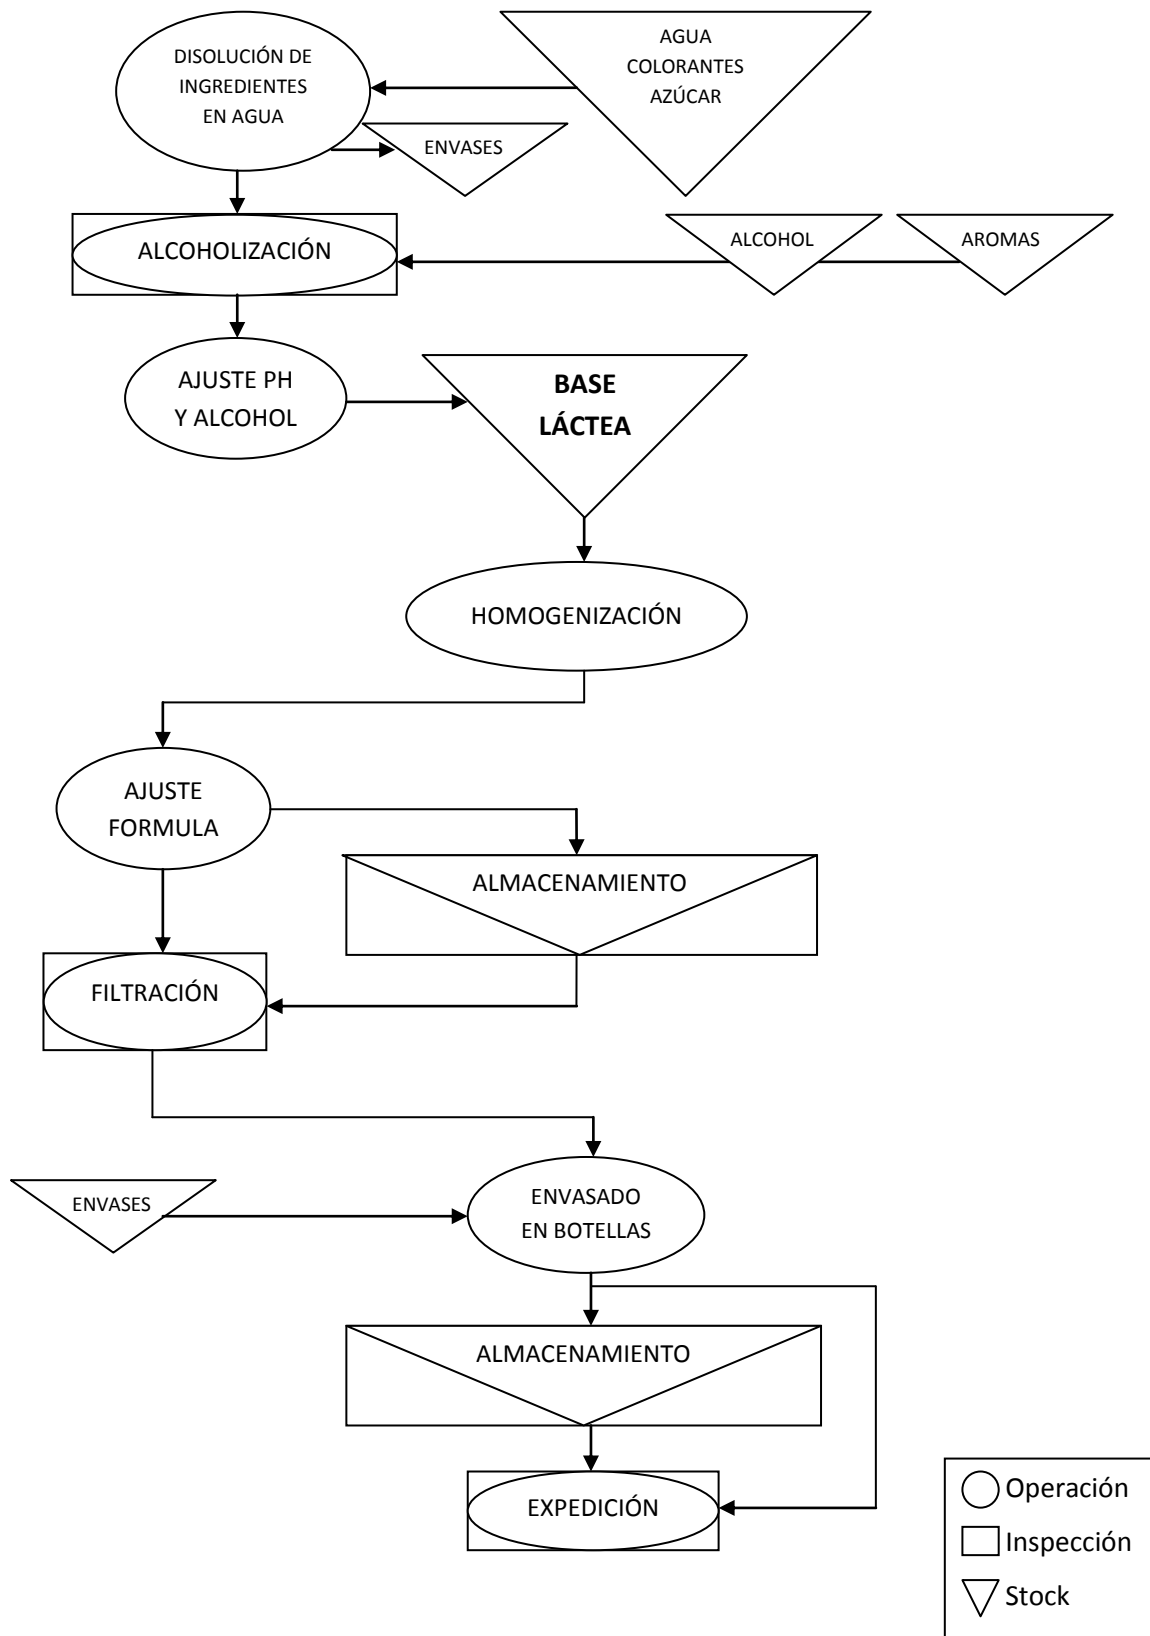 DISOLUCIÓN DE
INGREDIENTES
EN AGUA
AGUA
COLORANTES
AZÚCAR
ENVASES
ALCOHOLIZACIÓN
ALCOHOL
AROMAS
AJUSTE PH
Y ALCOHOL
BASE
LÁCTEA
HOMOGENIZACIÓN
AJUSTE
FORMULA
ALMACENAMIENTO
FILTRACIÓN
ENVASES
ENVASADO
EN BOTELLAS
ALMACENAMIENTO
EXPEDICIÓN
Operación
Inspección
Stock